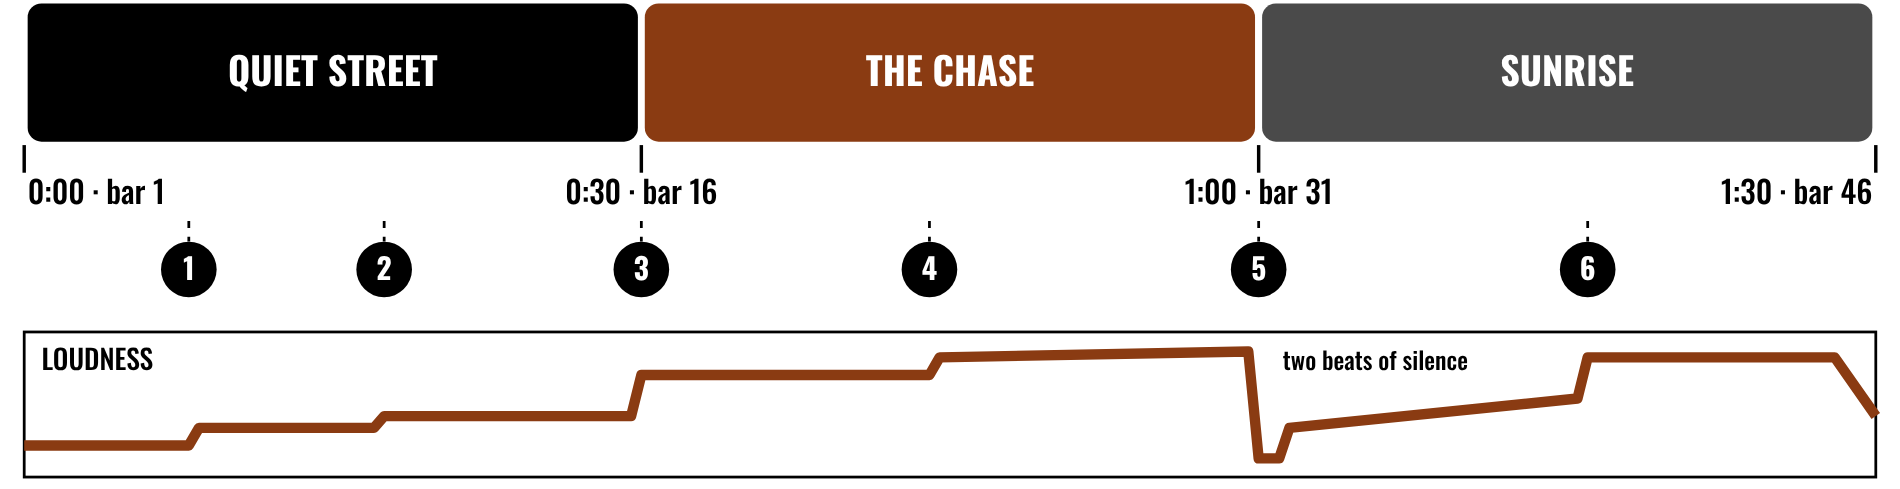 QUIET STREET
THE CHASE
SUNRISE
0:00 · bar 1
0:30 · bar 16
1:00 · bar 31
1:30 · bar 46
1
2
3
4
5
6
LOUDNESS
two beats of silence